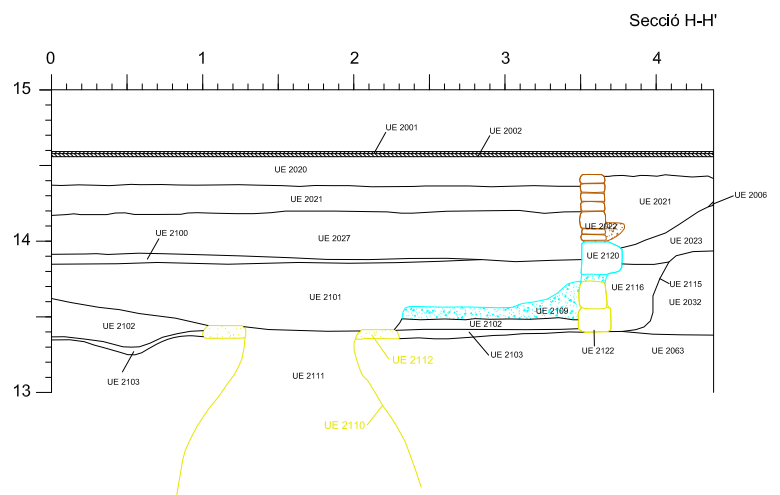 Secció H-H'
0 1 2 3 4
15
UE 2001
UE 2002
UE 2020
UE 2021
UE 2021
UE 2006
UE 2022
UE 2100
UE 2027
UE 2023
14
UE 2120
UE 2115
UE 2116
UE 2101
UE 2032
UE 2109
UE 2102
UE 2102
UE 2103
UE 2122
UE 2063
UE 2112
UE 2103
UE 2111
13
UE 2110